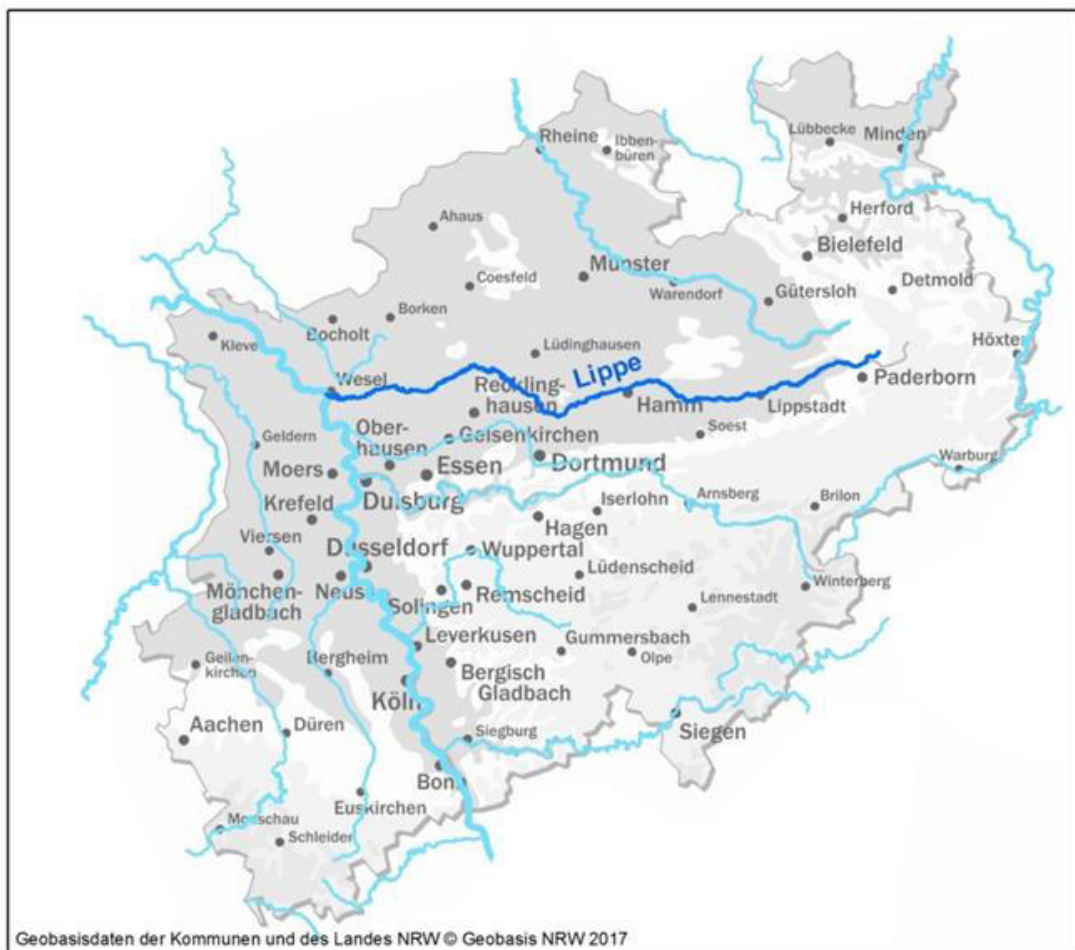 Lübbecke
Minden
Rheine
Ibben-
büren
Herford
Ahaus
Bielefeld
Münster
Coesfeld
Detmold
Warendorf
Gütersloh
Borken
Bocholt
Kleve
Lüdinghausen
Höxter
Wesel
Lippe
Paderborn
Reckling-
hausen
Hamm
Lippstadt
Ober-
hausen
Gelsenkirchen
Soest
Geldern
Warburg
Moers
Essen
Dortmund
Duisburg
Arnsberg
Brilon
Krefeld
Iserlohn
Hagen
Viersen
Düsseldorf
Wuppertal
Lüdenscheid
Winterberg
Mönchen-
gladbach
Neuss
Solingen
Remscheid
Lennestadt
Leverkusen
Gummersbach
Olpe
Geilen-
kirchen
Bergheim
Bergisch
Gladbach
Köln
Aachen
Düren
Siegburg
Siegen
Bonn
Euskirchen
Monschau
Schleiden
Geobasisdaten der Kommunen und des Landes NRW © Geobasis NRW 2017